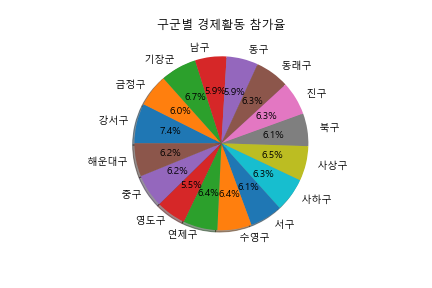 구군별 경제활동 참가율
남구
동구
기장군
동래구
금정구
진구
강서구
북구
해운대구
사상구
중구
사하구
영도구
서구
연제구
수영구
5.9%
5.9%
6.7%
6.3%
6.0%
6.3%
7.4%
6.1%
6.2%
6.5%
6.2%
6.3%
5.5%
6.1%
6.4%
6.4%